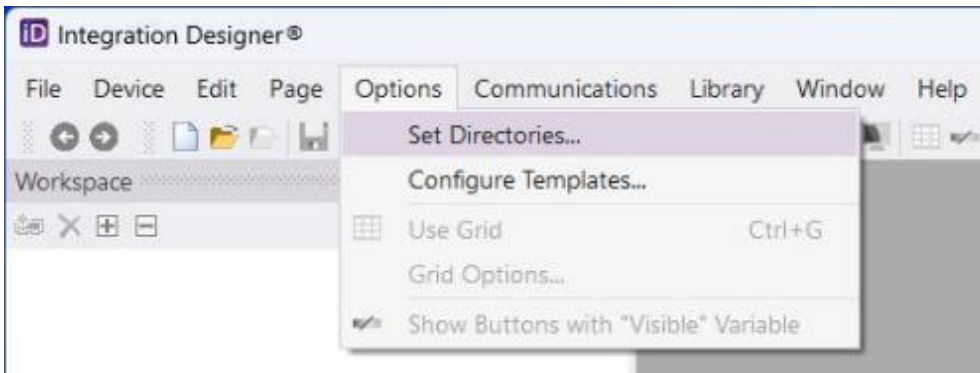 iD Integration Designer®
File Device Edit Page Options Communications Library Window Help
Set Directories...
Workspace
Configure Templates...
Use Grid Ctrl+G
Grid Options...
Show Buttons with "Visible" Variable